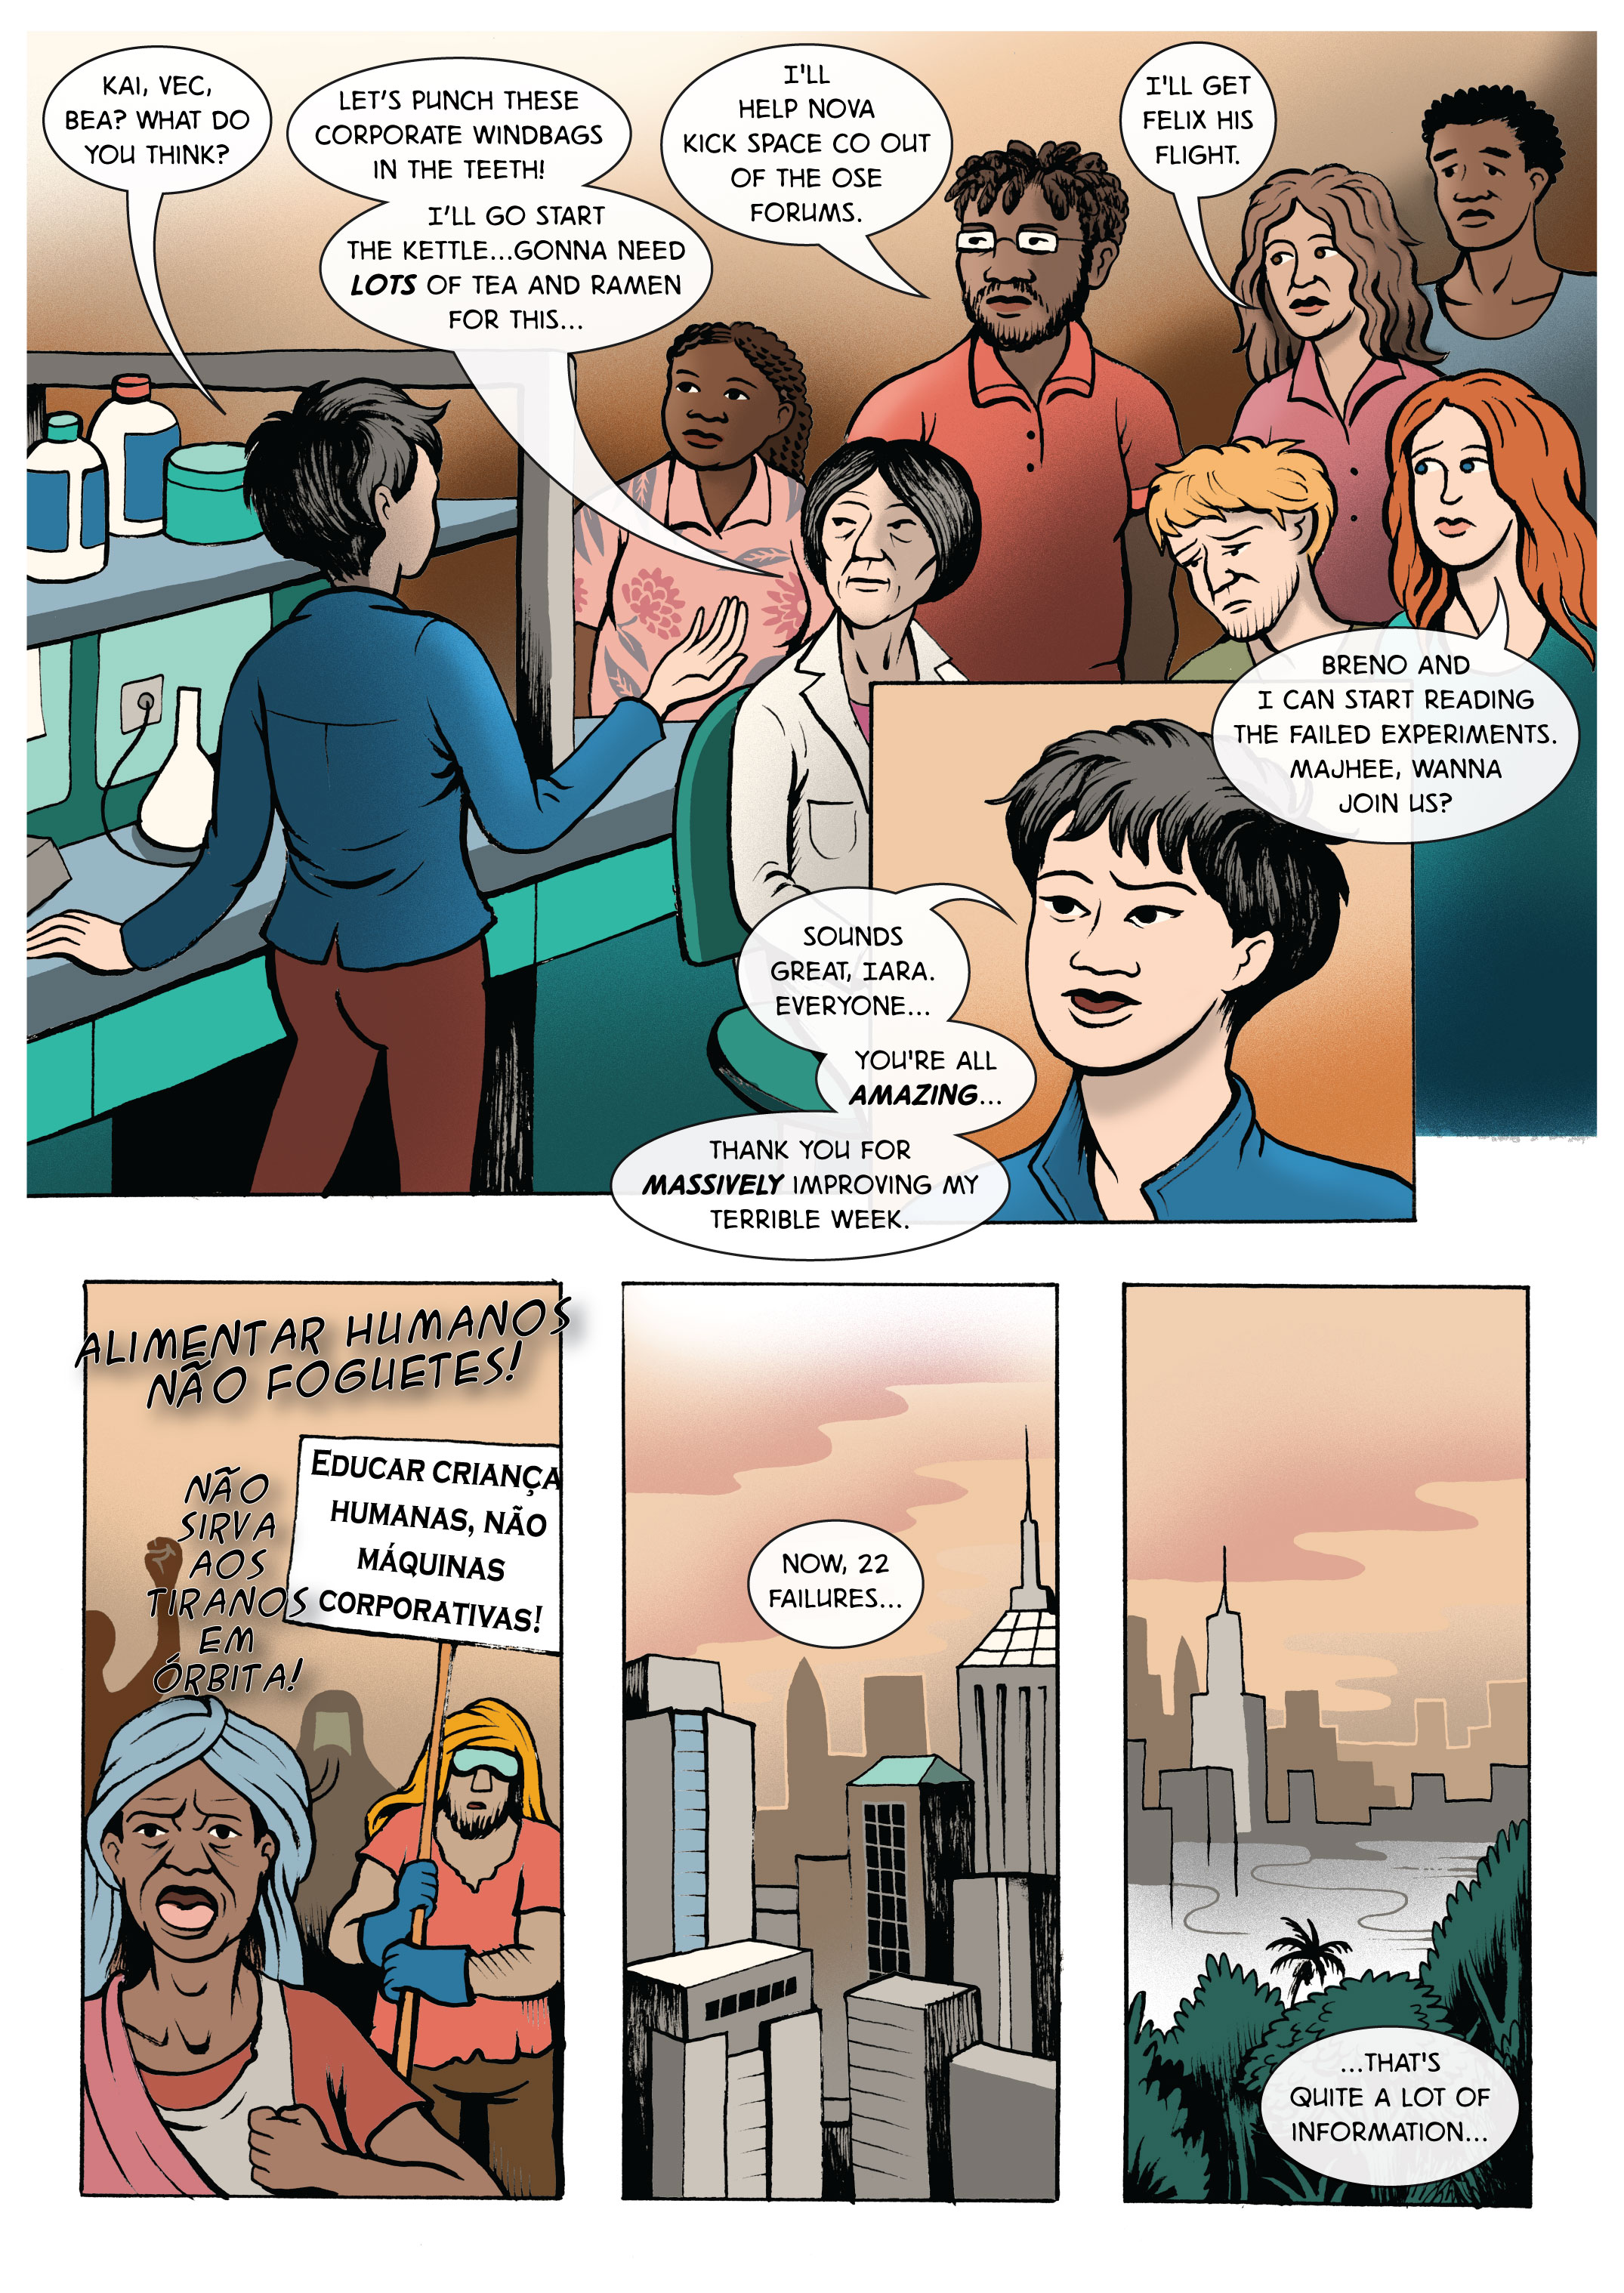 KAI, VEC,
BEA? WHAT DO
YOU THINK?
LET'S PUNCH THESE
CORPORATE WINDBAGS
IN THE TEETH!
I'LL GO START
THE KETTLE...GONNA NEED
LOTS OF TEA AND RAMEN
FOR THIS...
I'LL
HELP NOVA
KICK SPACE CO OUT
OF THE OSE
FORUMS.
I'LL GET
FELIX HIS
FLIGHT.
BRENO AND
I CAN START READING
THE FAILED EXPERIMENTS.
MAJHEE, WANNA
JOIN US?
SOUNDS
GREAT, IARA.
EVERYONE...
YOU'RE ALL
AMAZING...
THANK YOU FOR
MASSIVELY IMPROVING MY
TERRIBLE WEEK.
ALIMENTAR HUMANOS
NÃO FOGUETES!
NÃO
SIRVA
AOS
TIRANOS
EM
ÓRBITA!
EDUCAR CRIANÇA
HUMANAS, NÃO
MÁQUINAS
CORPORATIVAS!
NOW, 22
FAILURES...
...THAT'S
QUITE A LOT OF
INFORMATION...